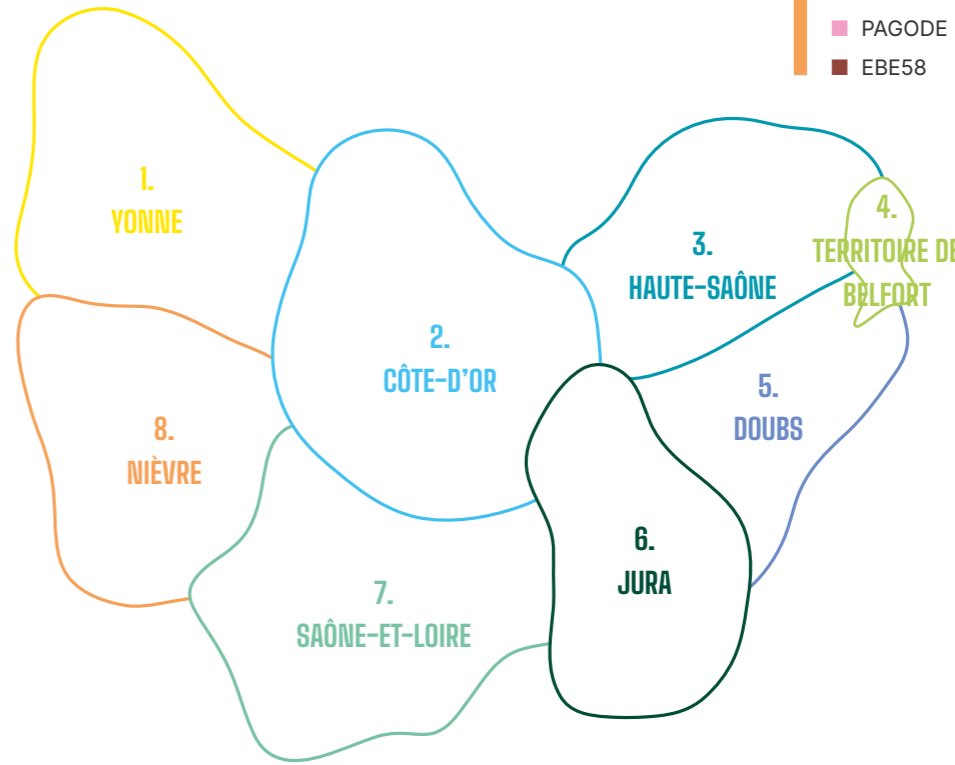 PAGODE
EBE58
1.
YONNE
2.
CÔTE-D'OR
3.
HAUTE-SAÔNE
4.
TERRITOIRE DE
BELFORT
5.
DOUBS
6.
JURA
7.
SAÔNE-ET-LOIRE
8.
NIÈVRE